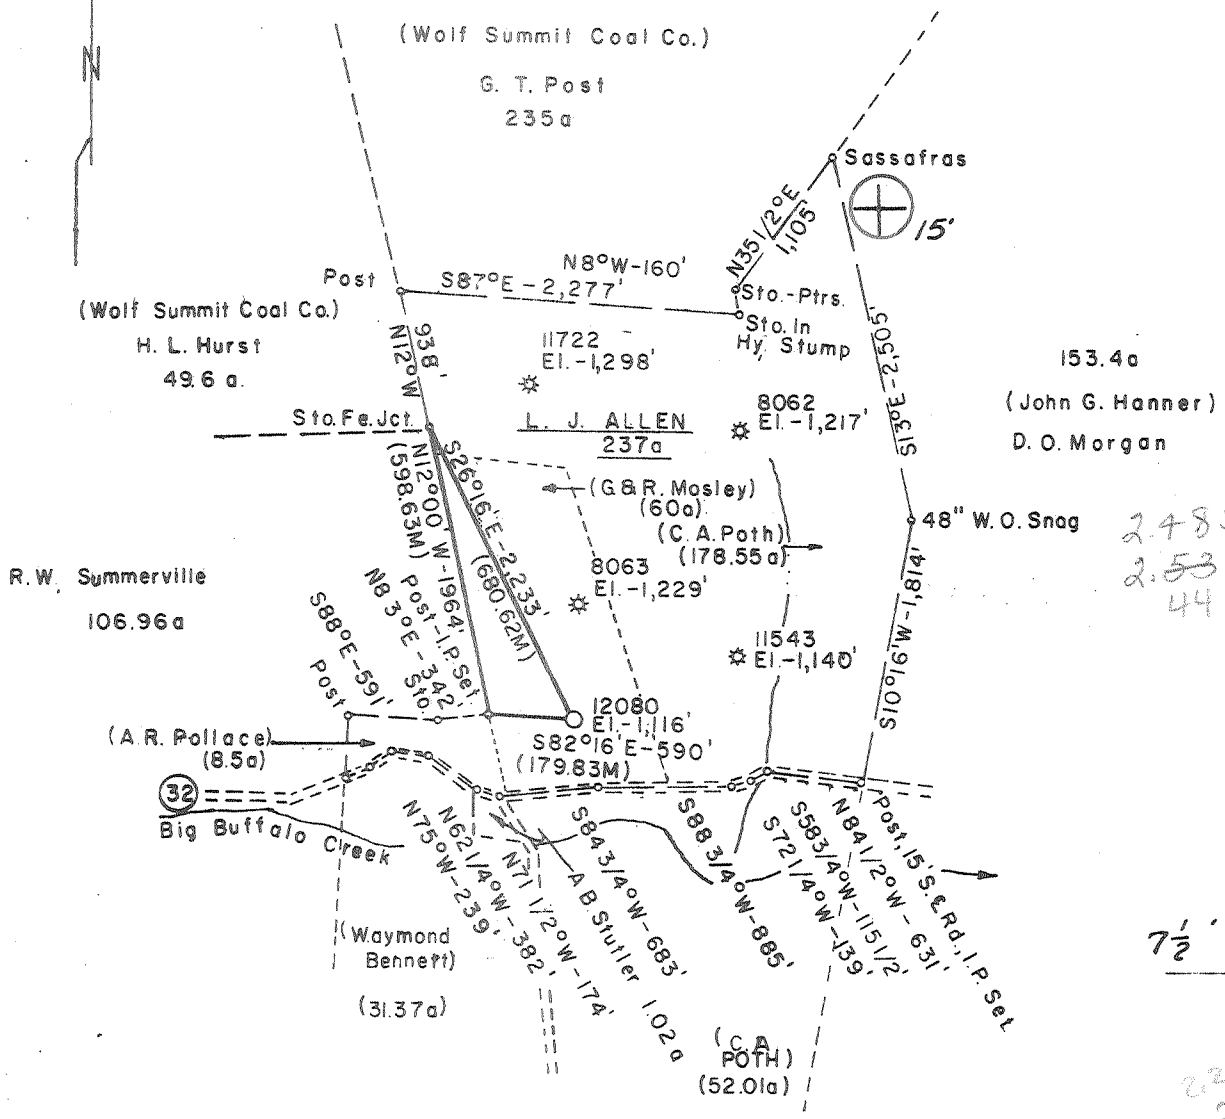 (Wolf Summit Coal Co.)
G. T. Post
235a
N
Sassafras
15'
N35 1/2°E
1,105'
N8°W-160'
Post
S87°E-2,277'
Sto.-Ptrs.
Sto. In
Hy. Stump
(Wolf Summit Coal Co.)
H. L. Hurst
49.6 a.
938'
N12°W
11722
El.-1,298'
S13°E-2,505'
153.4a
(John G. Hanner)
D. O. Morgan
8062
El.-1,217'
Sto. Fe. Jct.
L. J. ALLEN
237a
N12°00' W-1964'
(598.63M)
S26°16'E-2,233'
(680.62M)
(G & R. Mosley)
(60a)
(C. A. Poth)
(178.55a)
48" W.O. Snag
2.53
44
R.W. Summerville
106.96a
8063
El.-1,229'
Post-I.P. Set
N83°E-342'
Sto.
S88°E-591'
Post
11543
El.-1,140'
S10°16'W-1,814'
12080
El.-1,116'
S82°16'E-590'
(179.83M)
(A.R. Pollace)
(8.5a)
32
Big Buffalo Creek
N75°W-239'
N62 1/4°W-382'
N71 1/2°W-174'
A B Stutler 1.02a
S84 3/4°W-683'
S88 3/4°W-885'
S72 1/4°W-139'
S58 3/4°W-115 1/2'
N84 1/2°W-631'
Post, 15' S. ℄ Rd., I. P. Set
(Waymond
Bennett)
(31.37a)
7 1/2'
(C. A.
POTH)
(52.01a)